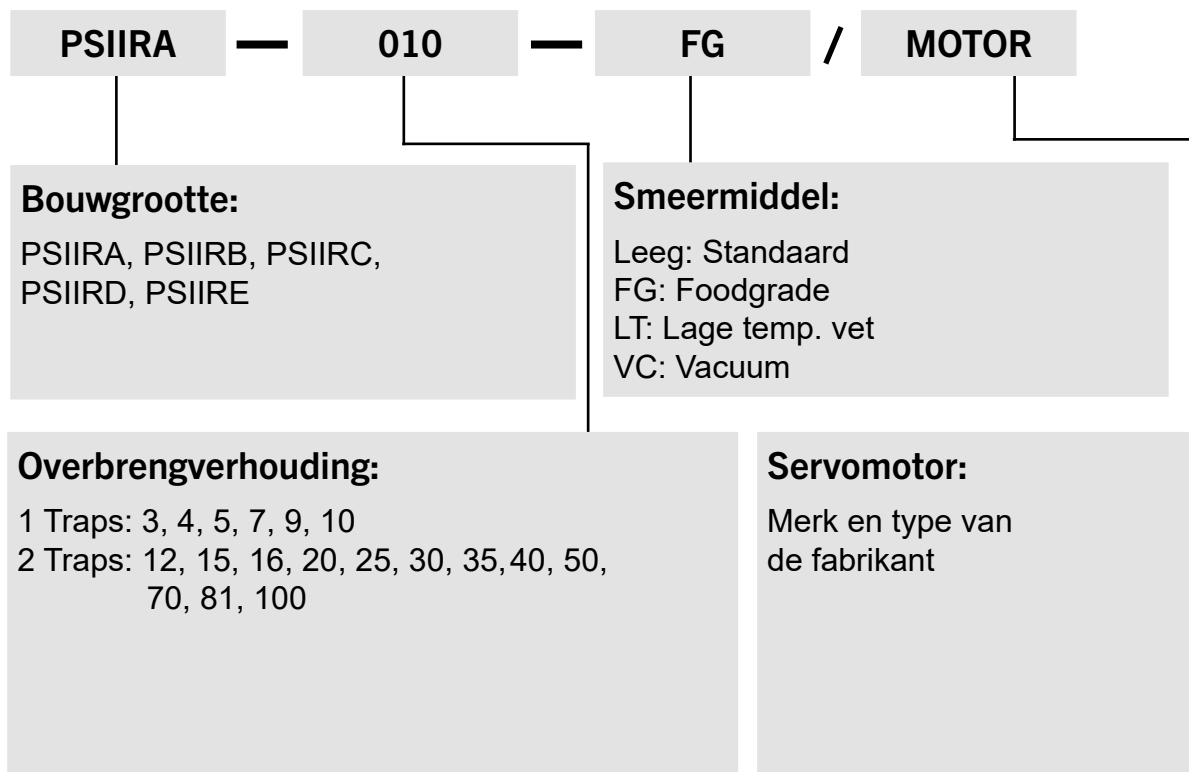 PSIIRA — 010 — FG / MOTOR
Bouwgrootte:
PSIIRA, PSIIRB, PSIIRC,
PSIIRD, PSIIRE
Smeermiddel:
Leeg: Standaard
FG: Foodgrade
LT: Lage temp. vet
VC: Vacuum
Overbrengverhouding:
1 Traps: 3, 4, 5, 7, 9, 10
2 Traps: 12, 15, 16, 20, 25, 30, 35, 40, 50,
70, 81, 100
Servomotor:
Merk en type van
de fabrikant